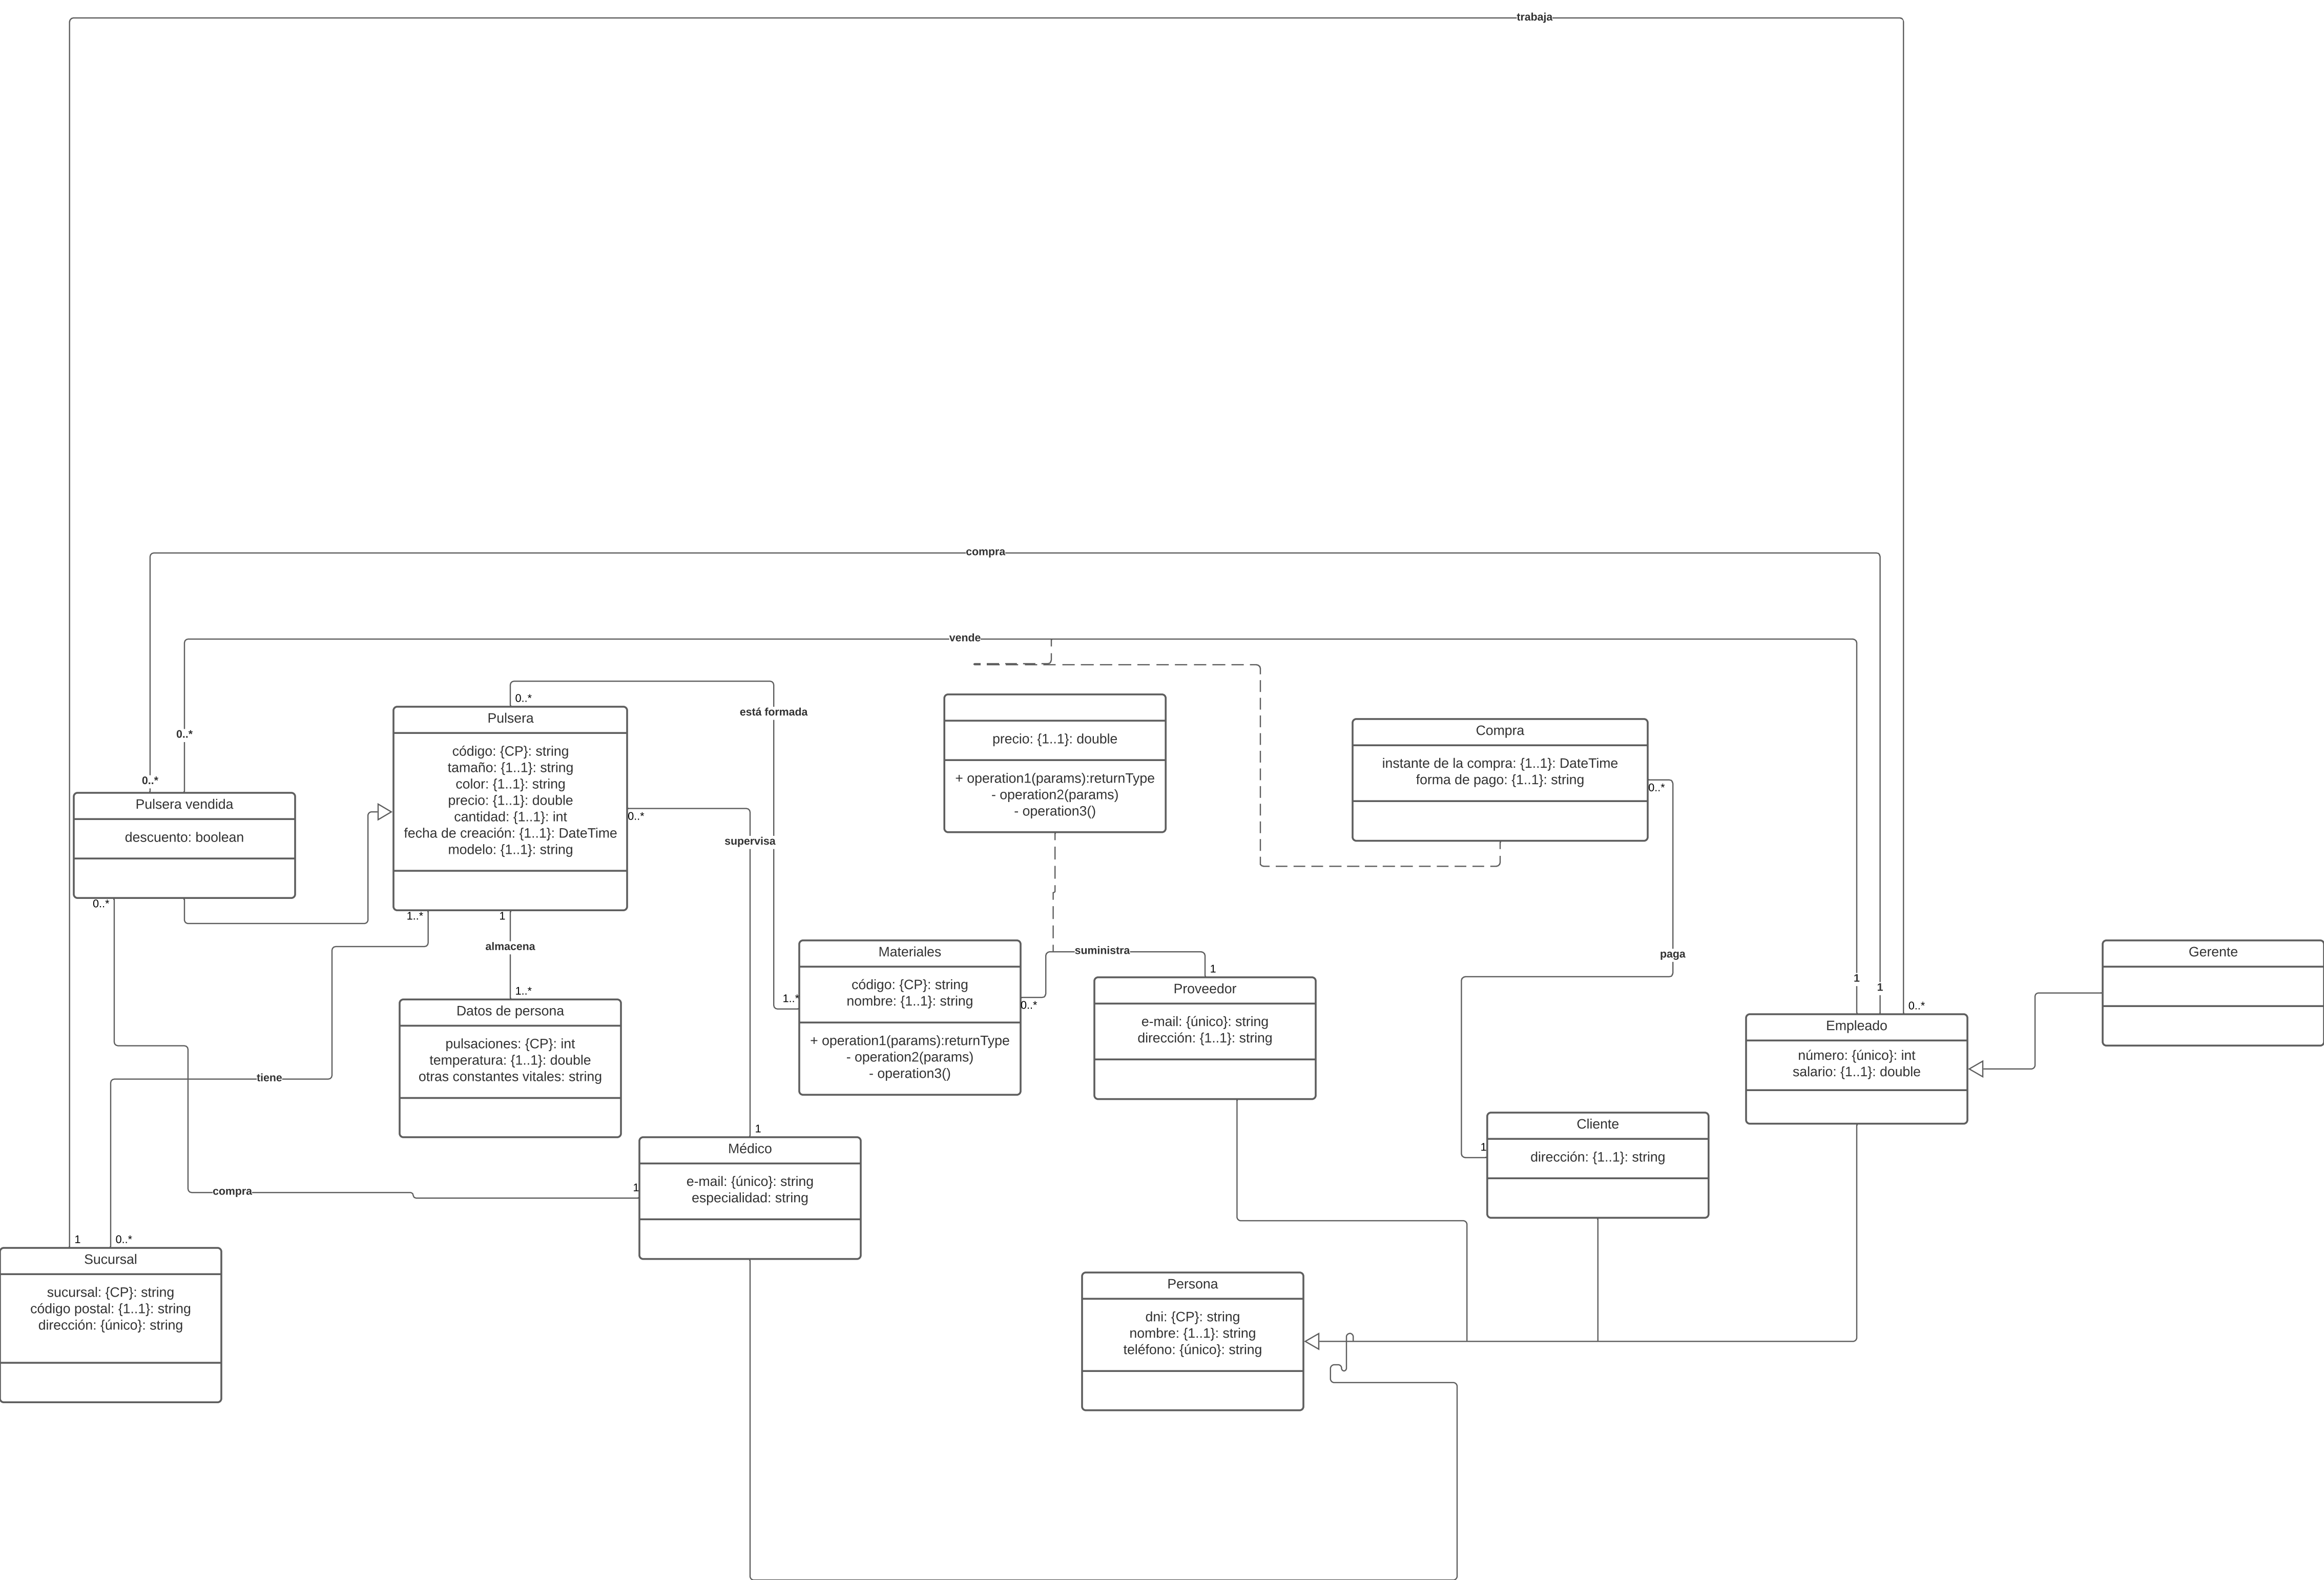 trabaja
compra
vende
0..*
0..*
Pulsera vendida
descuento: boolean
0..*
0..*
Pulsera
código: {CP}: string
tamaño: {1..1}: string
color: {1..1}: string
precio: {1..1}: double
cantidad: {1..1}: int
fecha de creación: {1..1}: DateTime
modelo: {1..1}: string
0..*
1..*
1
está formada
supervisa
almacena
1..*
Datos de persona
pulsaciones: {CP}: int
temperatura: {1..1}: double
otras constantes vitales: string
tiene
compra
1
0..*
Sucursal
sucursal: {CP}: string
código postal: {1..1}: string
dirección: {único}: string
1
1
Médico
e-mail: {único}: string
especialidad: string
precio: {1..1}: double
+ operation1(params):returnType
- operation2(params)
- operation3()
1..*
Materiales
código: {CP}: string
nombre: {1..1}: string
+ operation1(params):returnType
- operation2(params)
- operation3()
0..*
suministra
1
Proveedor
e-mail: {único}: string
dirección: {1..1}: string
Compra
instante de la compra: {1..1}: DateTime
forma de pago: {1..1}: string
0..*
paga
1
Cliente
dirección: {1..1}: string
Persona
dni: {CP}: string
nombre: {1..1}: string
teléfono: {único}: string
1
1
0..*
Empleado
número: {único}: int
salario: {1..1}: double
Gerente